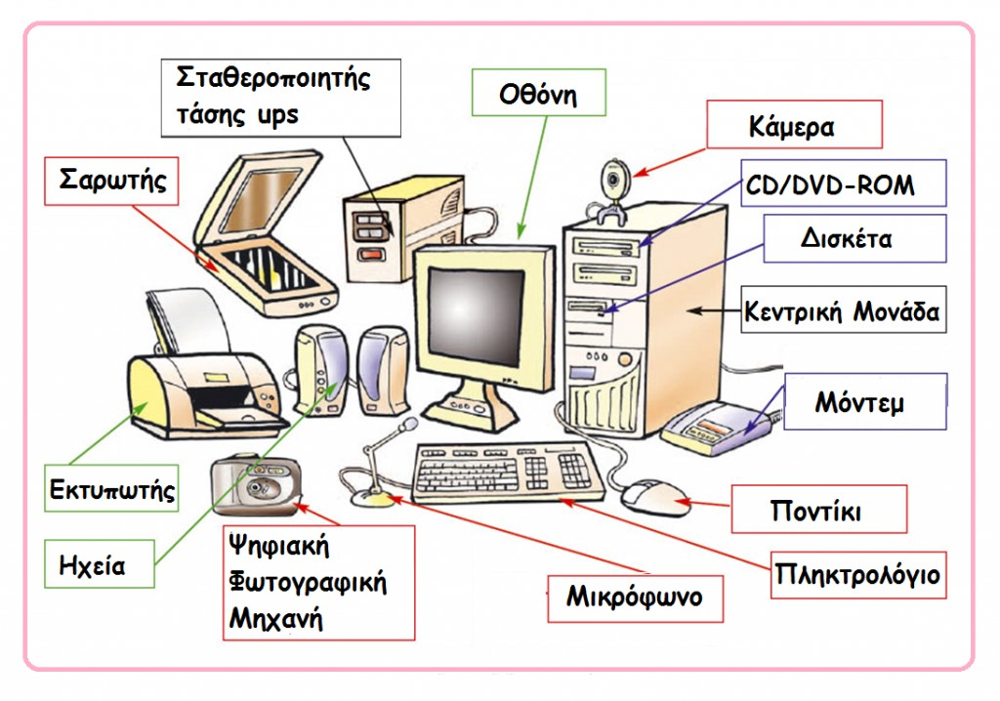 Σταθεροποιητής
τάσης ups
Οθόνη
Κάμερα
Σαρωτής
CD/DVD-ROM
Δισκέτα
Κεντρική Μονάδα
Μόντεμ
Εκτυπωτής
Ποντίκι
Ηχεία
Ψηφιακή
Φωτογραφική
Μηχανή
Πληκτρολόγιο
Μικρόφωνο